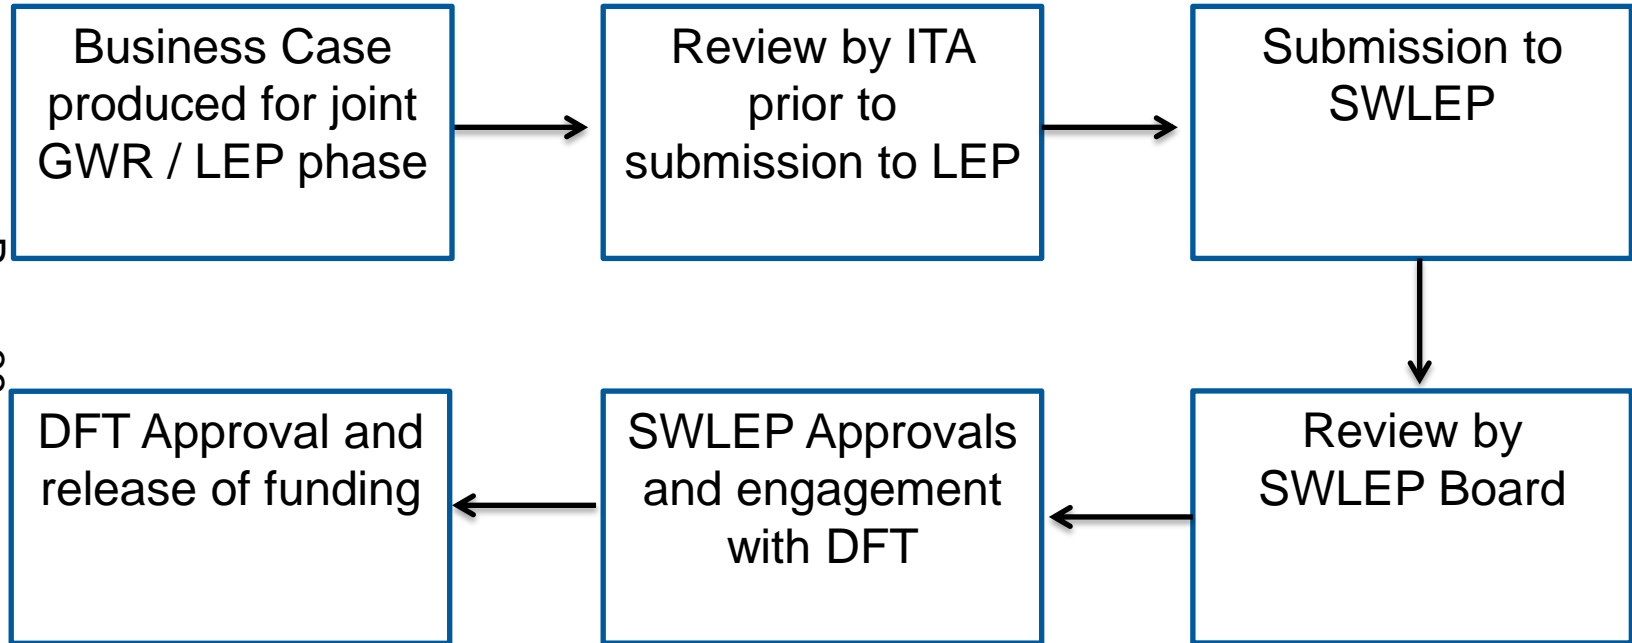 Business Case
produced for joint
GWR / LEP phase
Review by ITA
prior to
submission to LEP
Submission to
SWLEP
Review by
SWLEP Board
SWLEP Approvals
and engagement
with DFT
DFT Approval and
release of funding